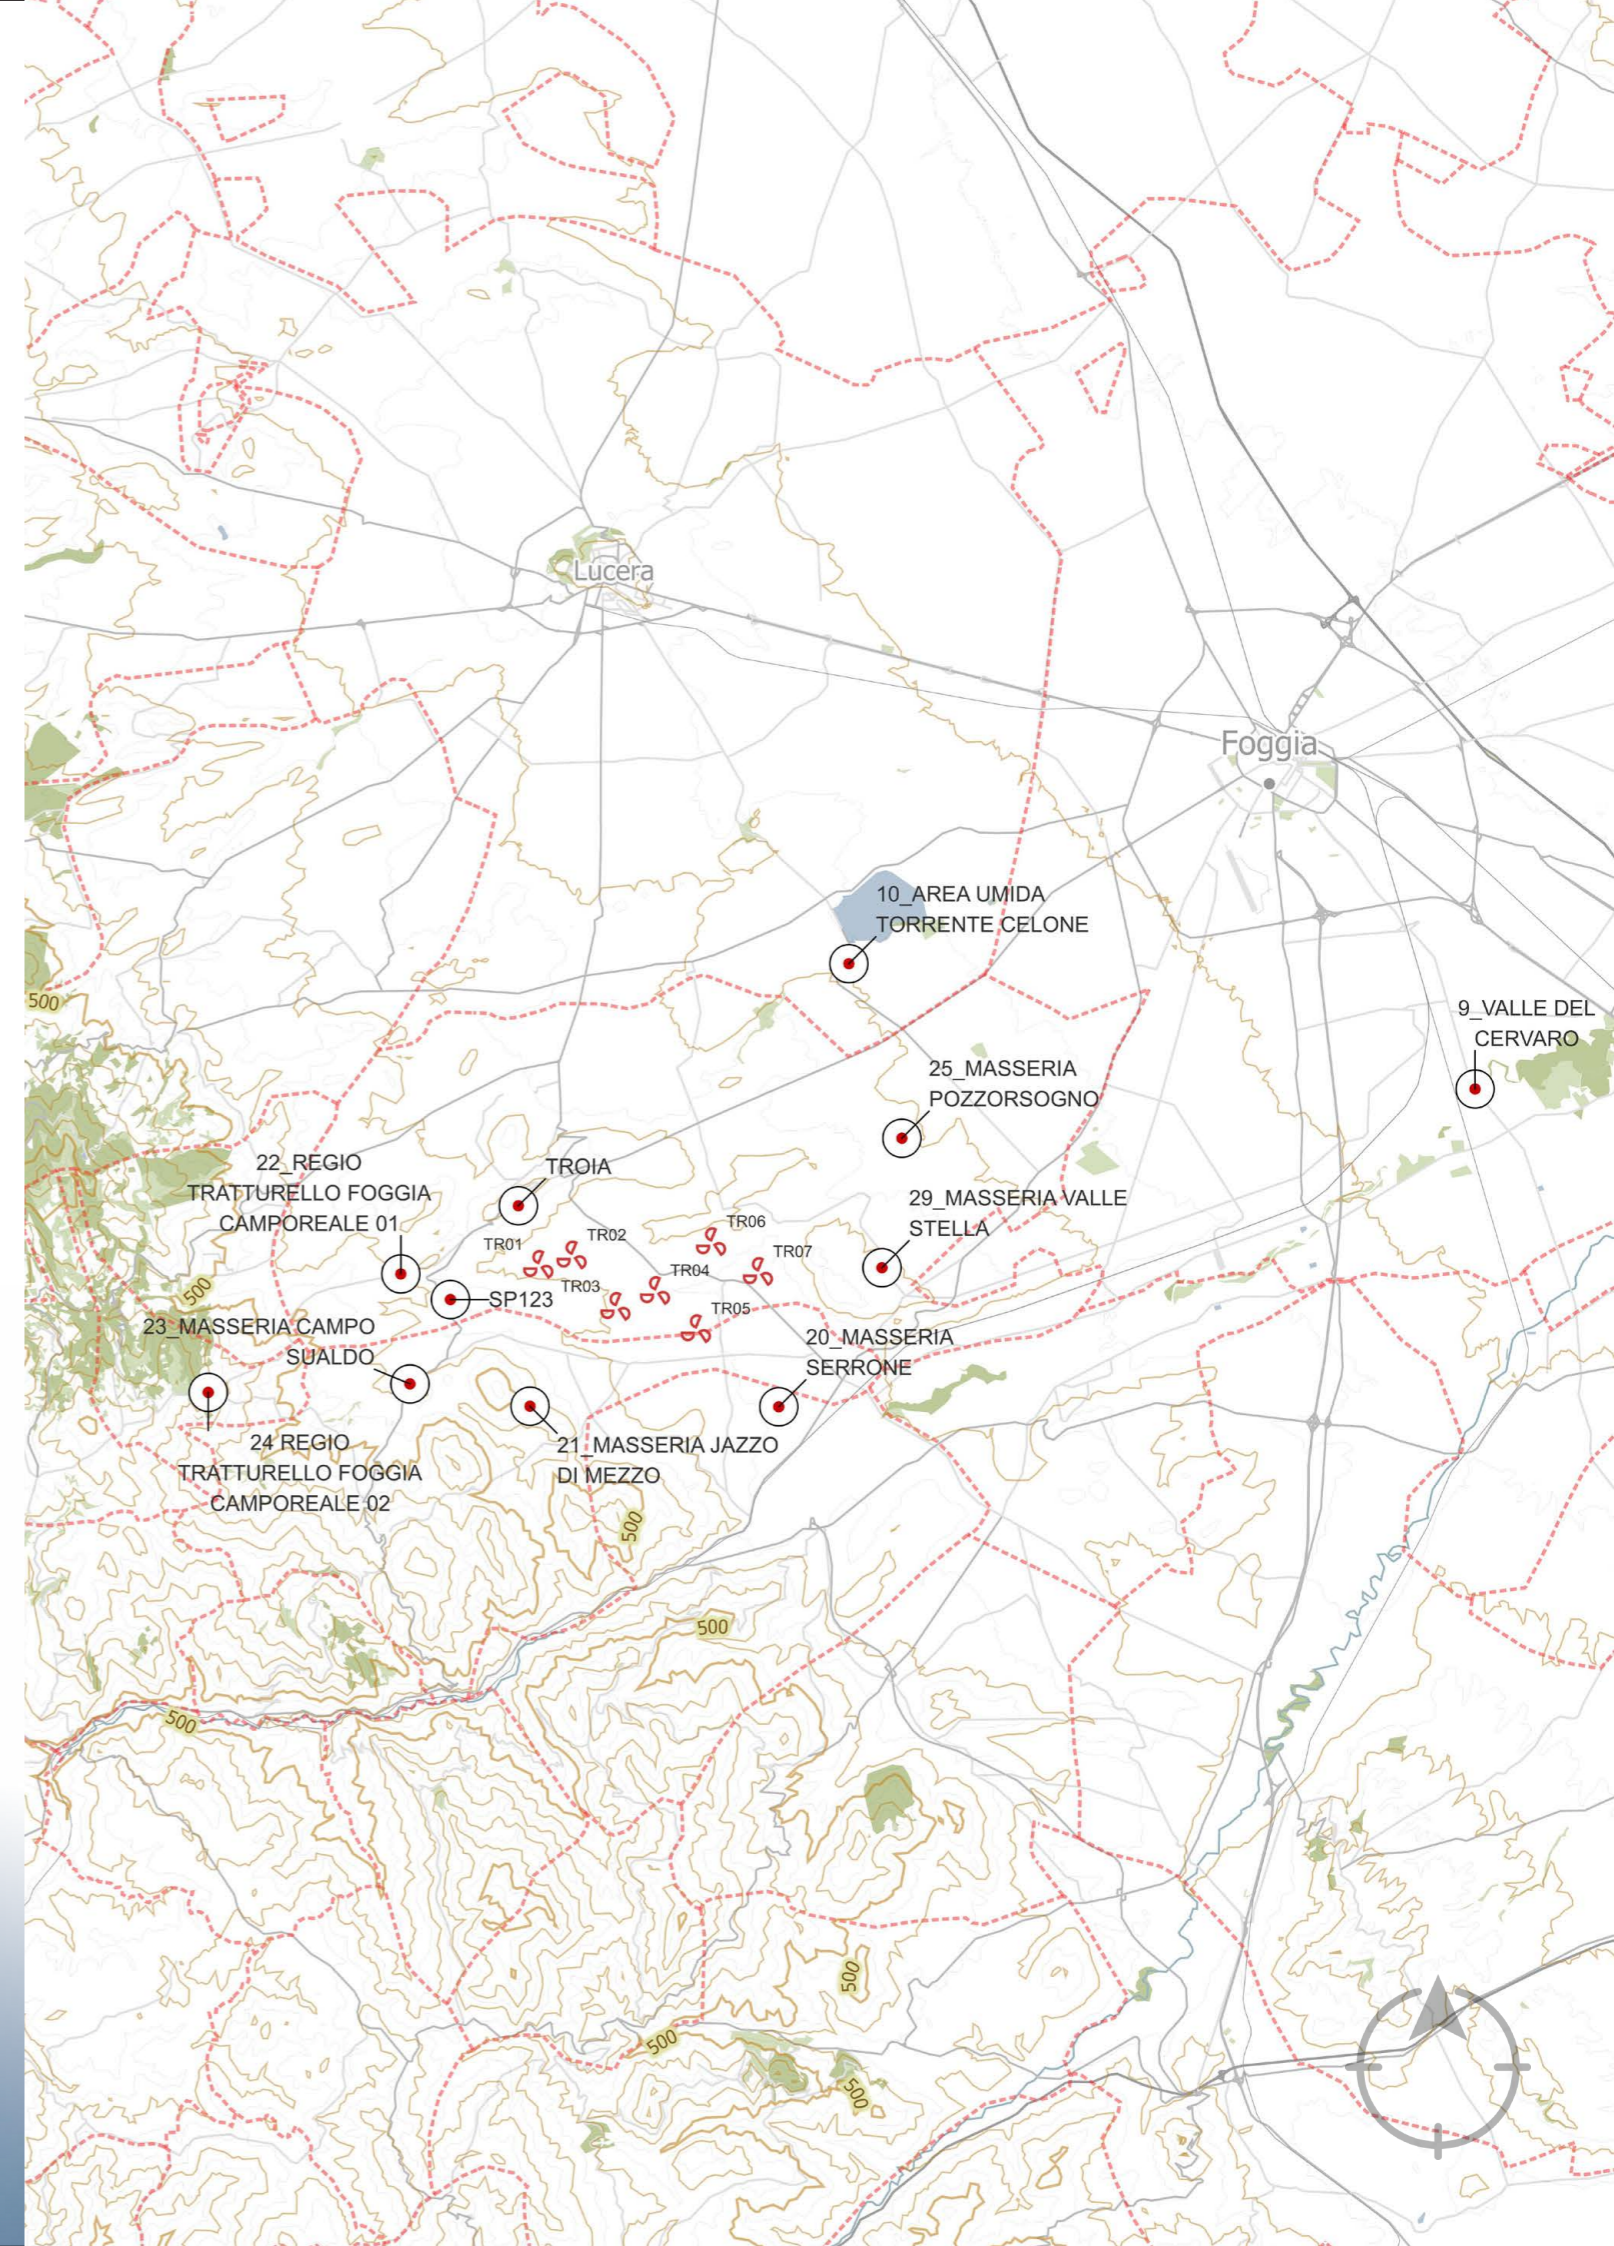 Lucera
Foggia
10_AREA UMIDA
TORRENTE CELONE
500
9_VALLE DEL
CERVARO
25_MASSERIA
POZZORSOGNO
22_REGIO
TRATTURELLO FOGGIA
CAMPOREALE 01
TROIA
29_MASSERIA VALLE
STELLA
TR06
TR02
TR01
TR07
TR04
TR03
500
SP123
TR05
23_MASSERIA CAMPO
SUALDO
20_MASSERIA
SERRONE
24 REGIO
TRATTURELLO FOGGIA
CAMPOREALE 02
21_MASSERIA JAZZO
DI MEZZO
500
500
500
500
500
500